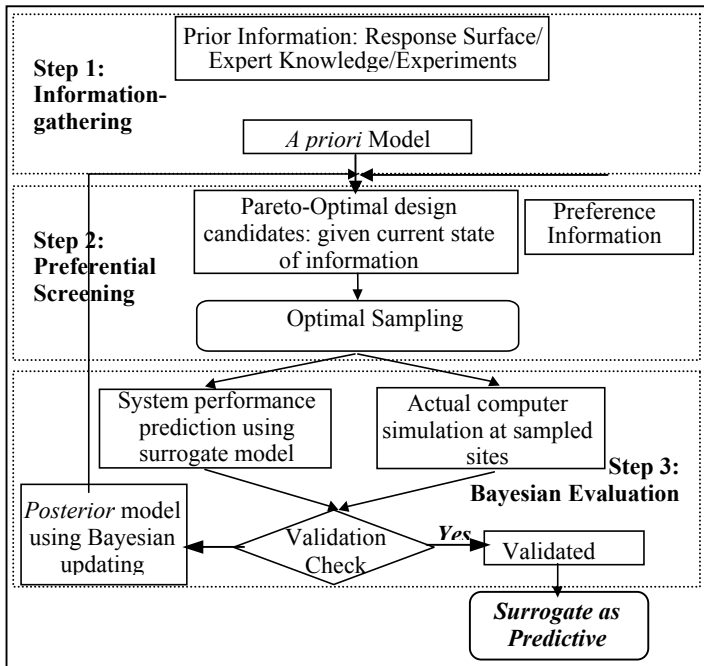 Prior Information: Response Surface/
Expert Knowledge/Experiments
Step 1:
Information-
gathering
A priori Model
Pareto-Optimal design
candidates: given current state
of information
Preference
Information
Step 2:
Preferential
Screening
Optimal Sampling
System performance
prediction using
surrogate model
Actual computer
simulation at sampled
sites
Step 3:
Bayesian Evaluation
Posterior model
using Bayesian
updating
Validation
Check
Yes
Validated
Surrogate as
Predictive